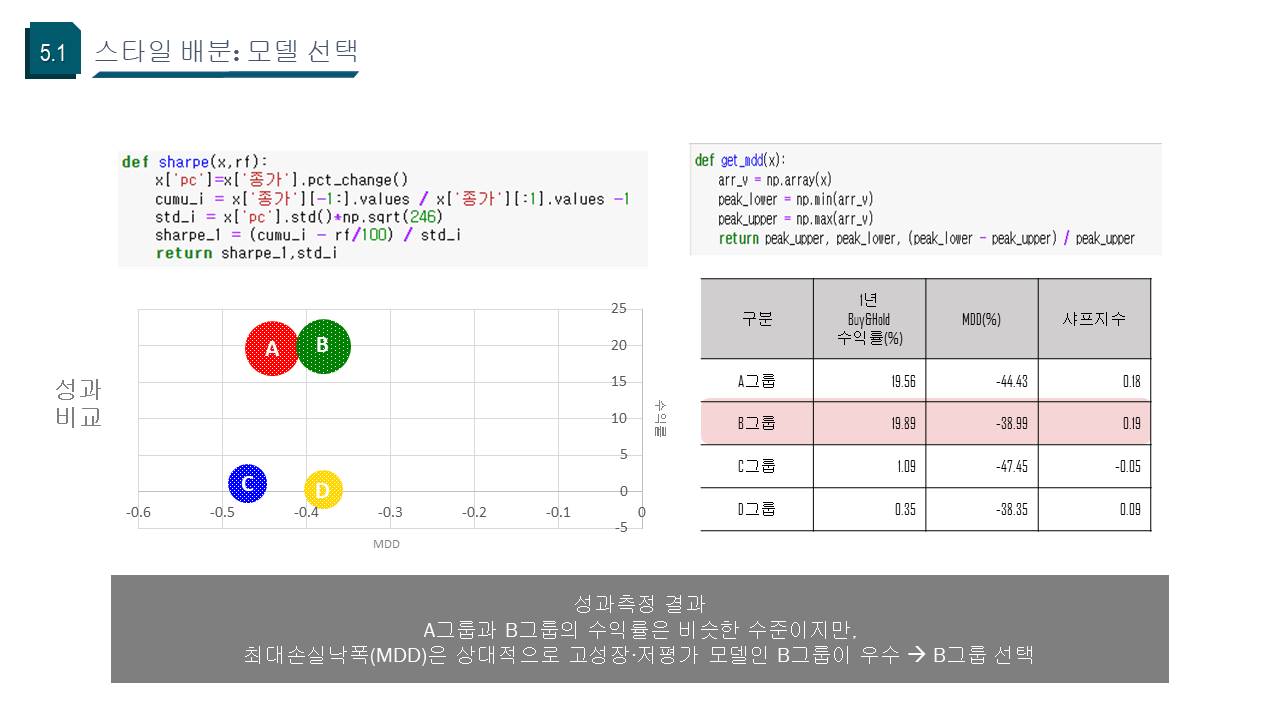 5.1
스타일 배분: 모델 선택
def sharpe(x,rf):
x['pc']=x['종가'].pct_change()
cumu_i = x['종가'][-1:].values / x['종가'][:1].values -1
std_i = x['pc'].std()*np.sqrt(246)
sharpe_1 = (cumu_i - rf/100) / std_i
return sharpe_1,std_i
def get_mdd(x):
arr_v = np.array(x)
peak_lower = np.min(arr_v)
peak_upper = np.max(arr_v)
return peak_upper, peak_lower, (peak_lower - peak_upper) / peak_upper
성과
비교
25
20
15
10
5
0
-5
A
B
C
D
-0.6 -0.5 -0.4 -0.3 -0.2 -0.1 0
MDD
수익률
구분 1년 Buy&Hold 수익률(%) MDD(%) 샤프지수
A그룹 19.56 -44.43 0.18
B그룹 19.89 -38.99 0.19
C그룹 1.09 -47.45 -0.05
D그룹 0.35 -38.35 0.09
성과측정 결과
A그룹과 B그룹의 수익률은 비슷한 수준이지만,
최대손실낙폭(MDD)은 상대적으로 고성장·저평가 모델인 B그룹이 우수 → B그룹 선택